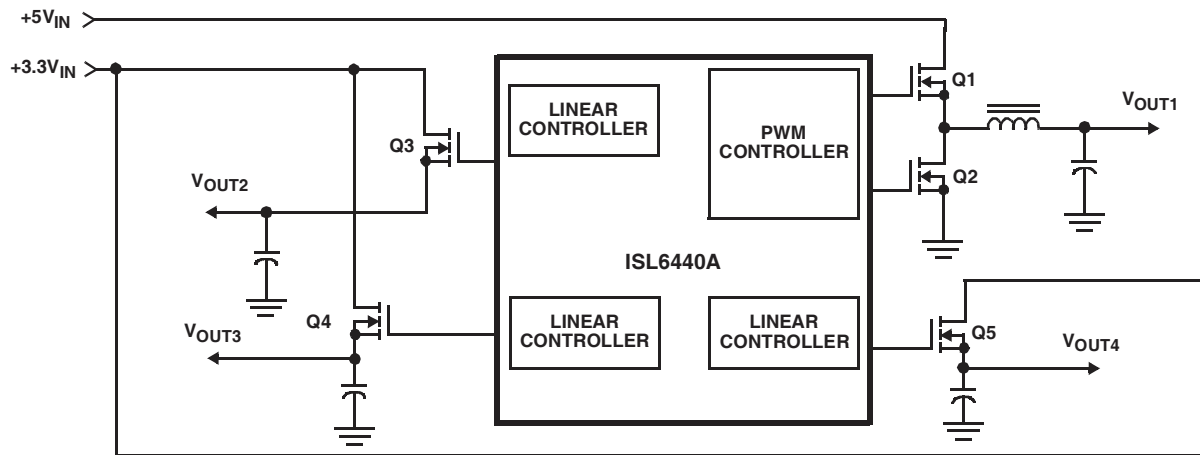 +5VIN
+3.3VIN
LINEAR
CONTROLLER
PWM
CONTROLLER
Q1
VOUT1
Q3
Q2
VOUT2
ISL6440A
Q4
LINEAR
CONTROLLER
LINEAR
CONTROLLER
Q5
VOUT3
VOUT4